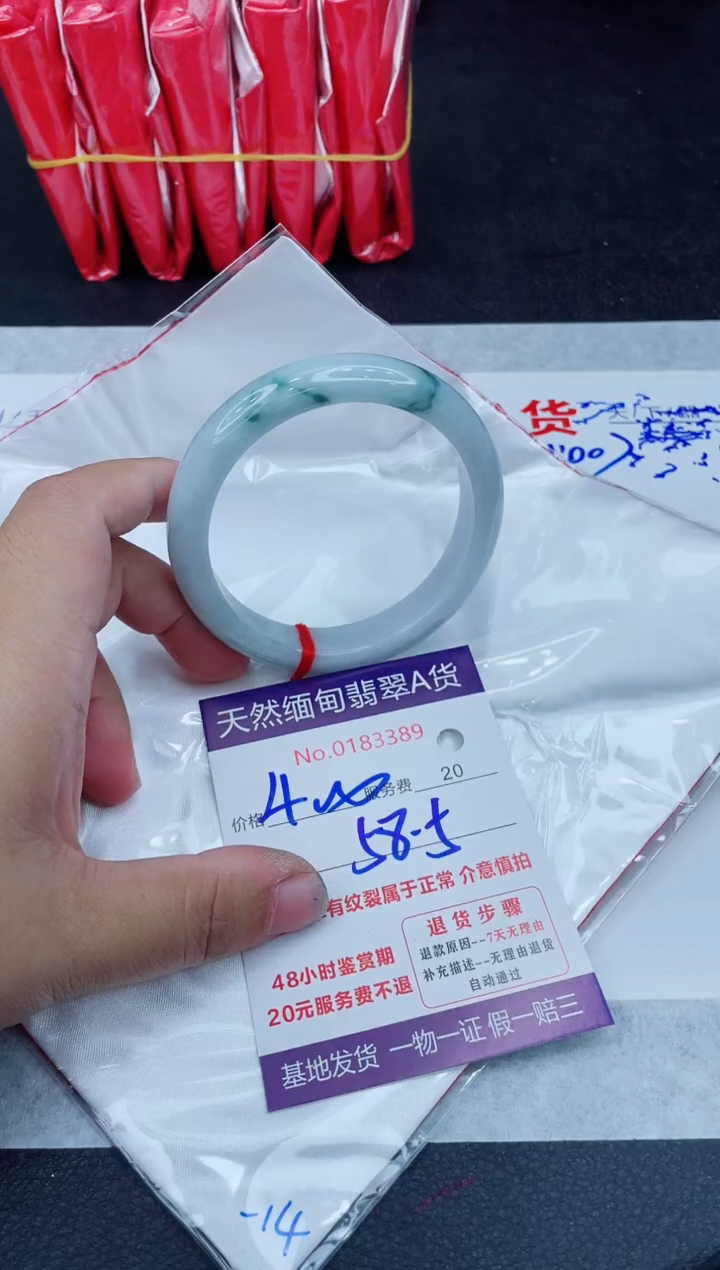 货
天然缅甸翡翠A货
No.0183389
价格 400 服务费 20
58.5
有纹裂属于正常 介意慎拍
48小时鉴赏期
20元服务费不退
退货步骤
退款原因--7天无理由
补充描述--无理由退货
自动通过
基地发货 一物一证 假一赔三
-14